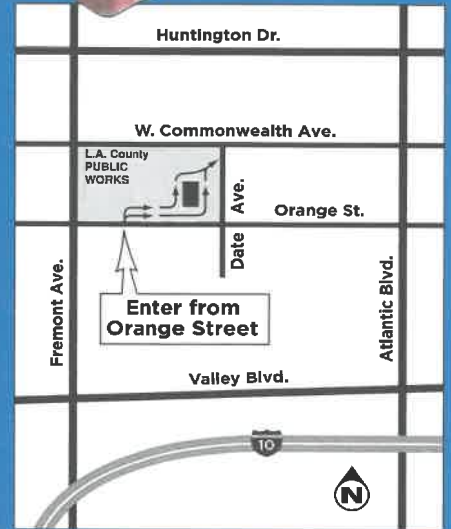 Huntington Dr.
W. Commonwealth Ave.
L.A. County
PUBLIC
WORKS
Date Ave.
Orange St.
Enter from
Orange Street
Fremont Ave.
Atlantic Blvd.
Valley Blvd.
10
N